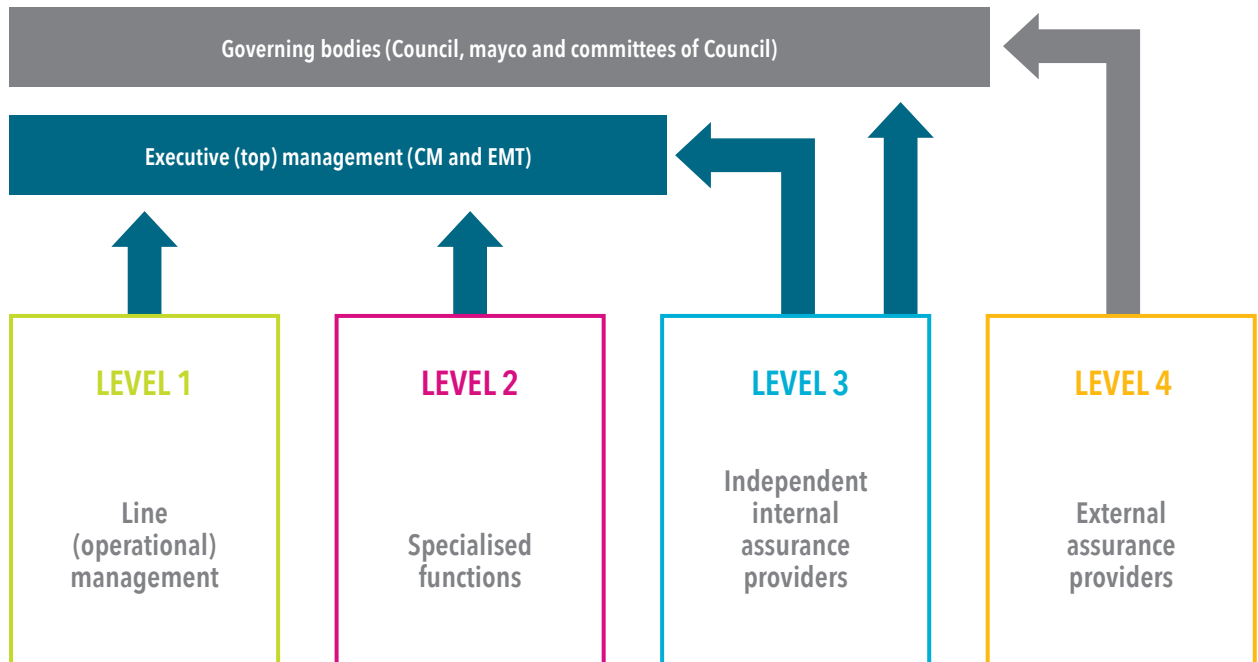 Governing bodies (Council, mayco and committees of Council)
Executive (top) management (CM and EMT)
LEVEL 1
Line
(operational)
management
LEVEL 2
Specialised
functions
LEVEL 3
Independent
internal
assurance
providers
LEVEL 4
External
assurance
providers